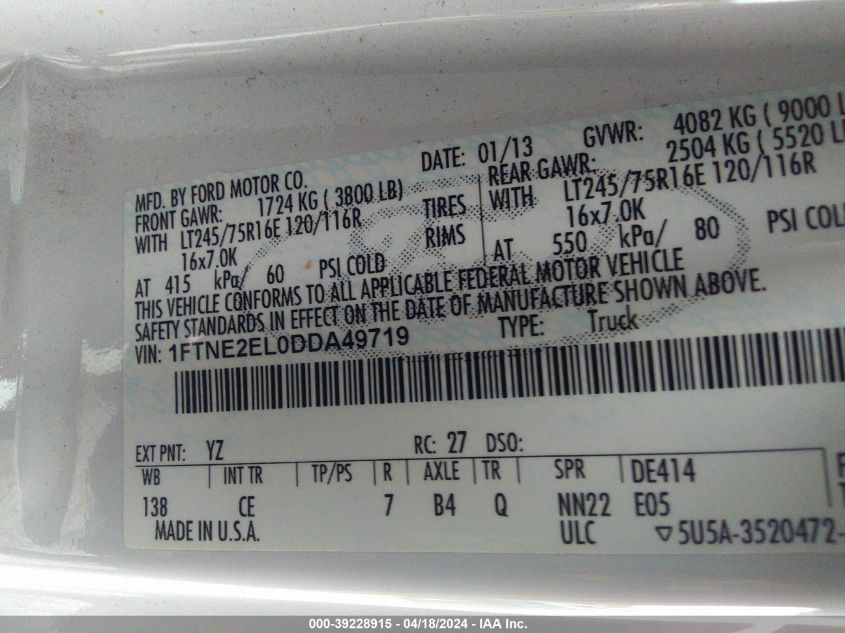 MFD. BY FORD MOTOR CO. DATE: 01/13 GVWR: 4082 KG ( 9000 L
FRONT GAWR: 1724 KG ( 3800 LB) REAR GAWR: 2504 KG ( 5520 LB
WITH LT245/75R16E 120/116R TIRES WITH LT245/75R16E 120/116R
16x7.0K RIMS 16x7.0K
AT 415 kPa/ 60 PSI COLD AT 550 kPa/ 80 PSI COLD
THIS VEHICLE CONFORMS TO ALL APPLICABLE FEDERAL MOTOR VEHICLE
SAFETY STANDARDS IN EFFECT ON THE DATE OF MANUFACTURE SHOWN ABOVE.
VIN: 1FTNE2EL0DDA49719 TYPE: Truck
EXT PNT: YZ RC: 27 DSO:
WB INT TR TP/PS R AXLE TR SPR DE414
138 CE 7 B4 Q NN22 E05
MADE IN U.S.A. ULC 5U5A-3520472-
000-39228915 - 04/18/2024 - IAA Inc.